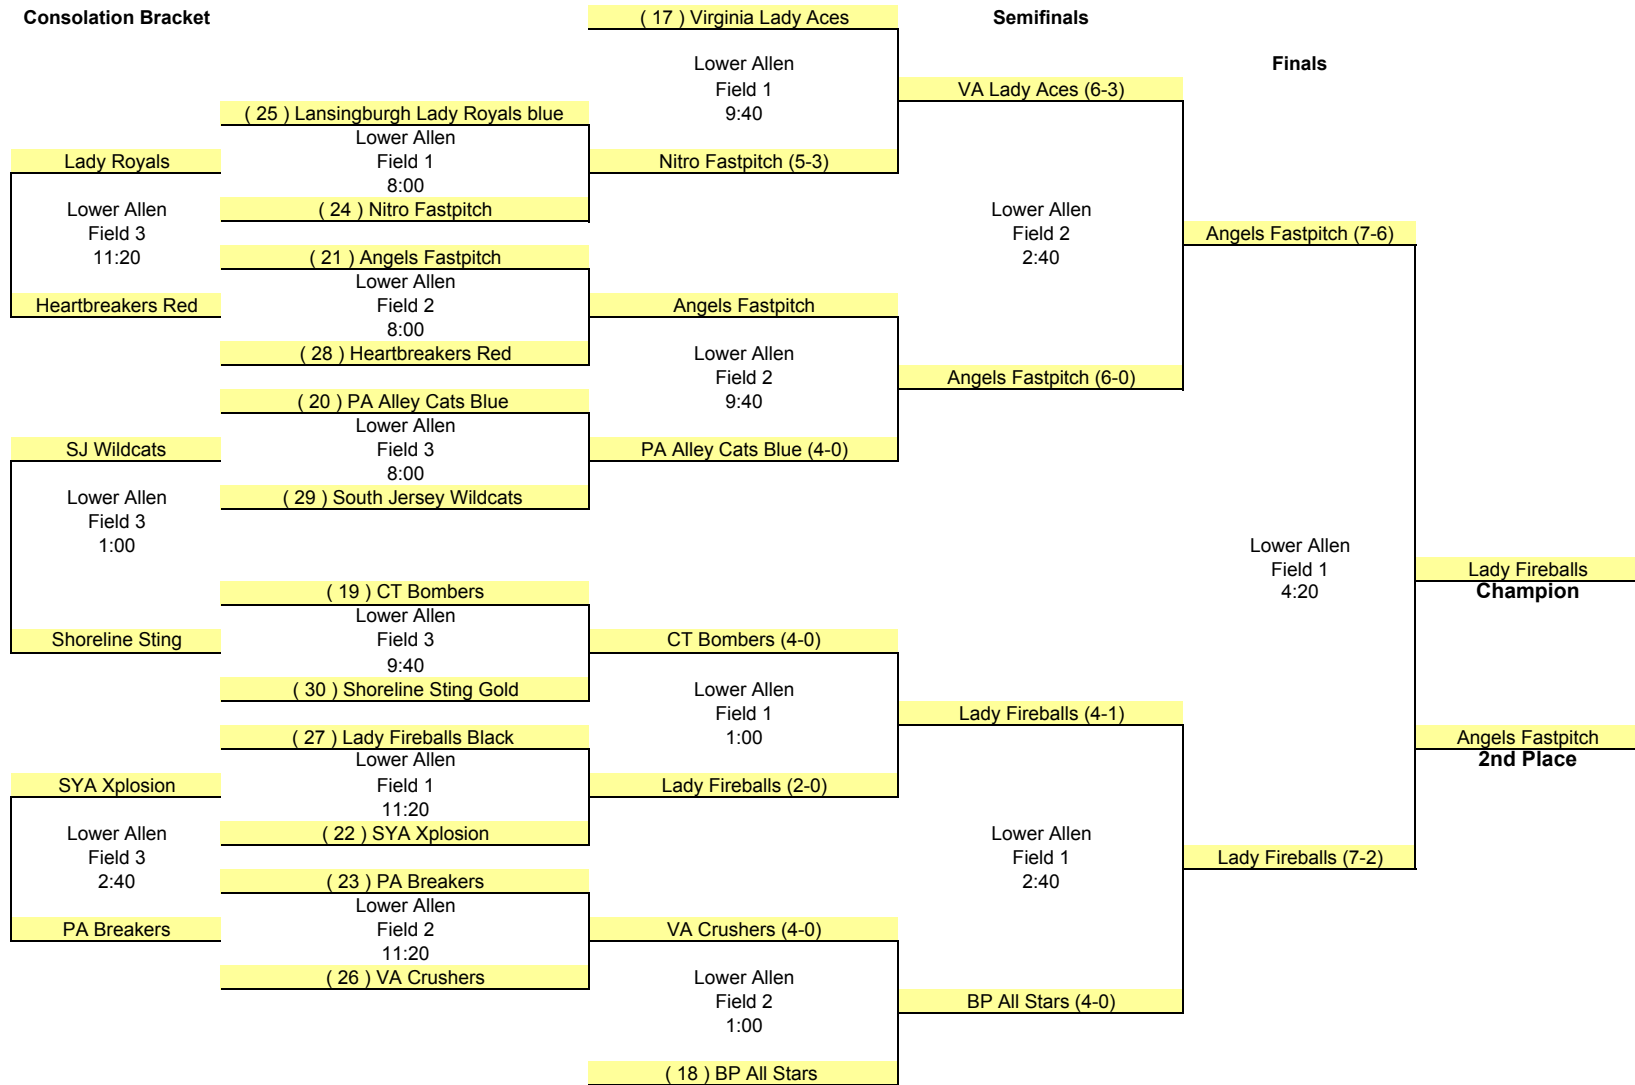 Consolation Bracket
( 17 ) Virginia Lady Aces
Semifinals
Lower Allen
Field 1
9:40
Finals
VA Lady Aces (6-3)
( 25 ) Lansingburgh Lady Royals blue
Lower Allen
Field 1
8:00
Lady Royals
Nitro Fastpitch (5-3)
( 24 ) Nitro Fastpitch
Lower Allen
Field 3
11:20
Lower Allen
Field 2
2:40
Angels Fastpitch (7-6)
( 21 ) Angels Fastpitch
Lower Allen
Field 2
8:00
Heartbreakers Red
Angels Fastpitch
( 28 ) Heartbreakers Red
Lower Allen
Field 2
9:40
Angels Fastpitch (6-0)
( 20 ) PA Alley Cats Blue
Lower Allen
Field 3
8:00
SJ Wildcats
PA Alley Cats Blue (4-0)
( 29 ) South Jersey Wildcats
Lower Allen
Field 3
1:00
Lower Allen
Field 1
4:20
Lady Fireballs
Champion
( 19 ) CT Bombers
Lower Allen
Field 3
9:40
Shoreline Sting
CT Bombers (4-0)
( 30 ) Shoreline Sting Gold
Lower Allen
Field 1
1:00
Lady Fireballs (4-1)
( 27 ) Lady Fireballs Black
Lower Allen
Field 1
11:20
Angels Fastpitch
2nd Place
SYA Xplosion
Lady Fireballs (2-0)
( 22 ) SYA Xplosion
Lower Allen
Field 3
2:40
Lower Allen
Field 1
2:40
Lady Fireballs (7-2)
( 23 ) PA Breakers
Lower Allen
Field 2
11:20
PA Breakers
VA Crushers (4-0)
( 26 ) VA Crushers
Lower Allen
Field 2
1:00
BP All Stars (4-0)
( 18 ) BP All Stars